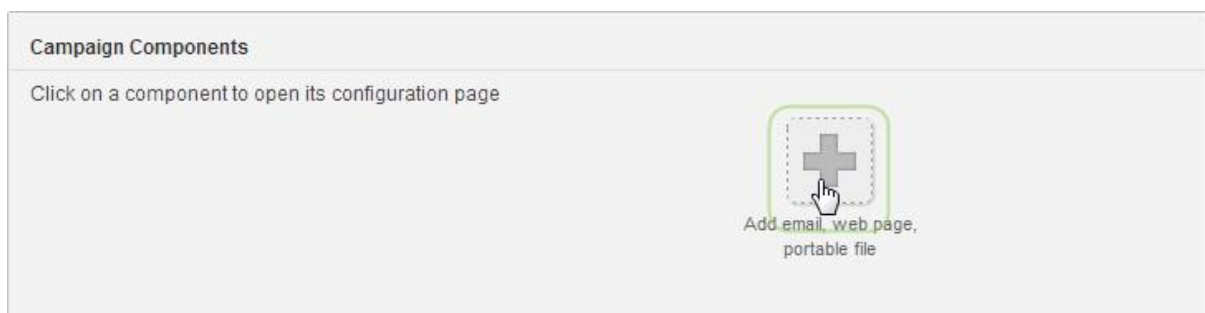 Campaign Components
Click on a component to open its configuration page
Add email, web page,
portable file